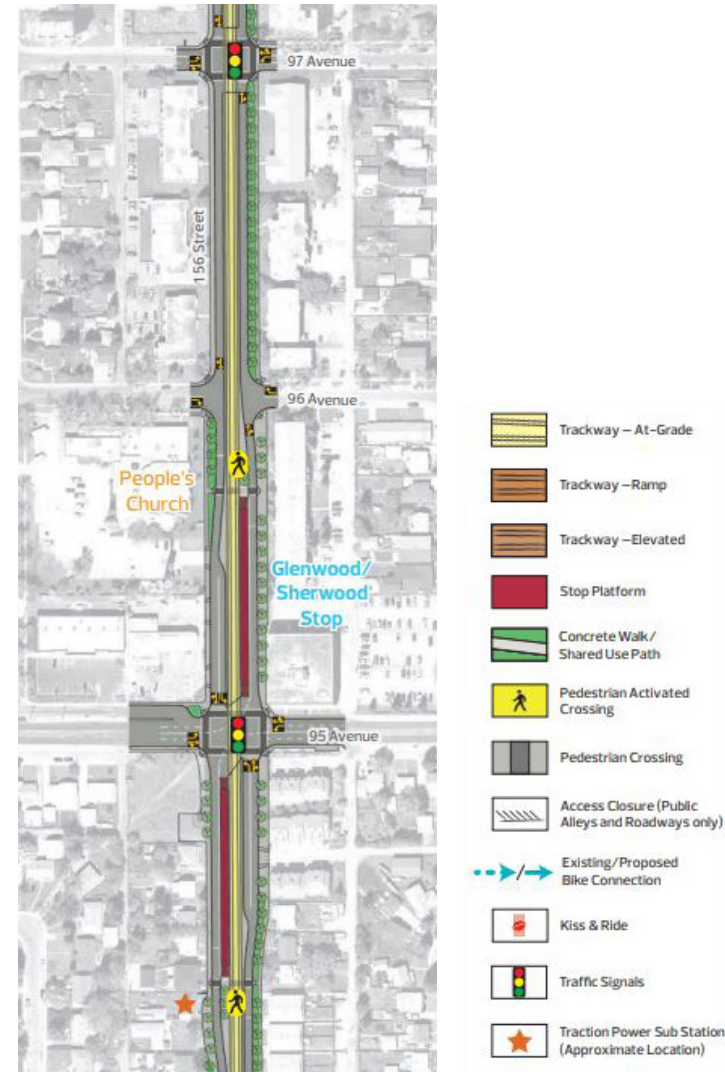 97 Avenue
156 Street
96 Avenue
People's
Church
Glenwood/
Sherwood
Stop
95 Avenue
Trackway – At-Grade
Trackway –Ramp
Trackway –Elevated
Stop Platform
Concrete Walk/
Shared Use Path
Pedestrian Activated
Crossing
Pedestrian Crossing
Access Closure (Public
Alleys and Roadways only)
Existing/Proposed
Bike Connection
Kiss & Ride
Traffic Signals
Traction Power Sub Station
(Approximate Location)